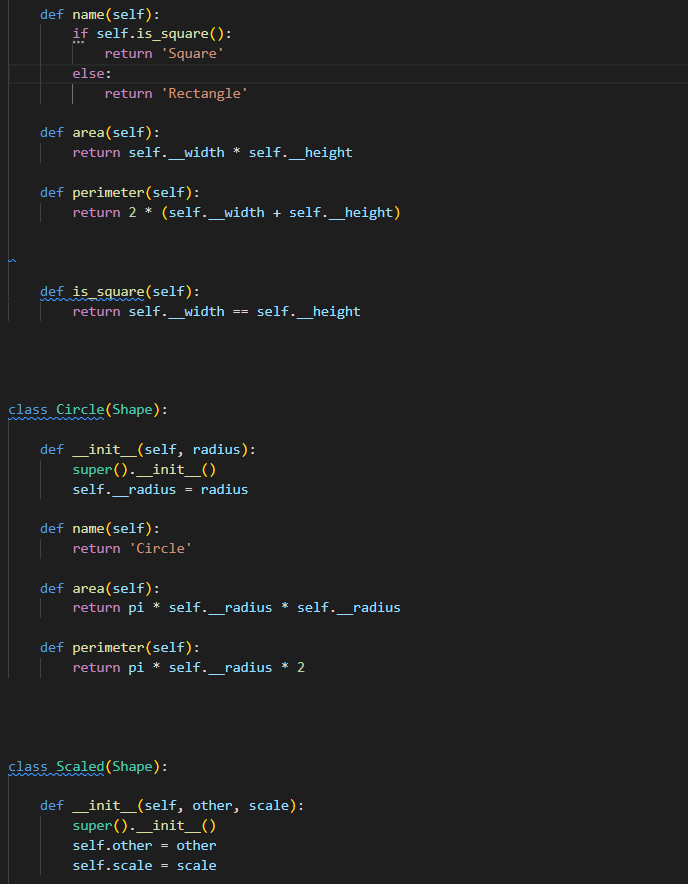 def name(self):
        if self.is_square():
            return 'Square'
        else:
            return 'Rectangle'
    def area(self):
        return self.__width * self.__height
    def perimeter(self):
        return 2 * (self.__width + self.__height)
    def is_square(self):
        return self.__width == self.__height
class Circle(Shape):
    def __init__(self, radius):
        super().__init__()
        self.__radius = radius
    def name(self):
        return 'Circle'
    def area(self):
        return pi * self.__radius * self.__radius
    def perimeter(self):
        return pi * self.__radius * 2
class Scaled(Shape):
    def __init__(self, other, scale):
        super().__init__()
        self.other = other
        self.scale = scale